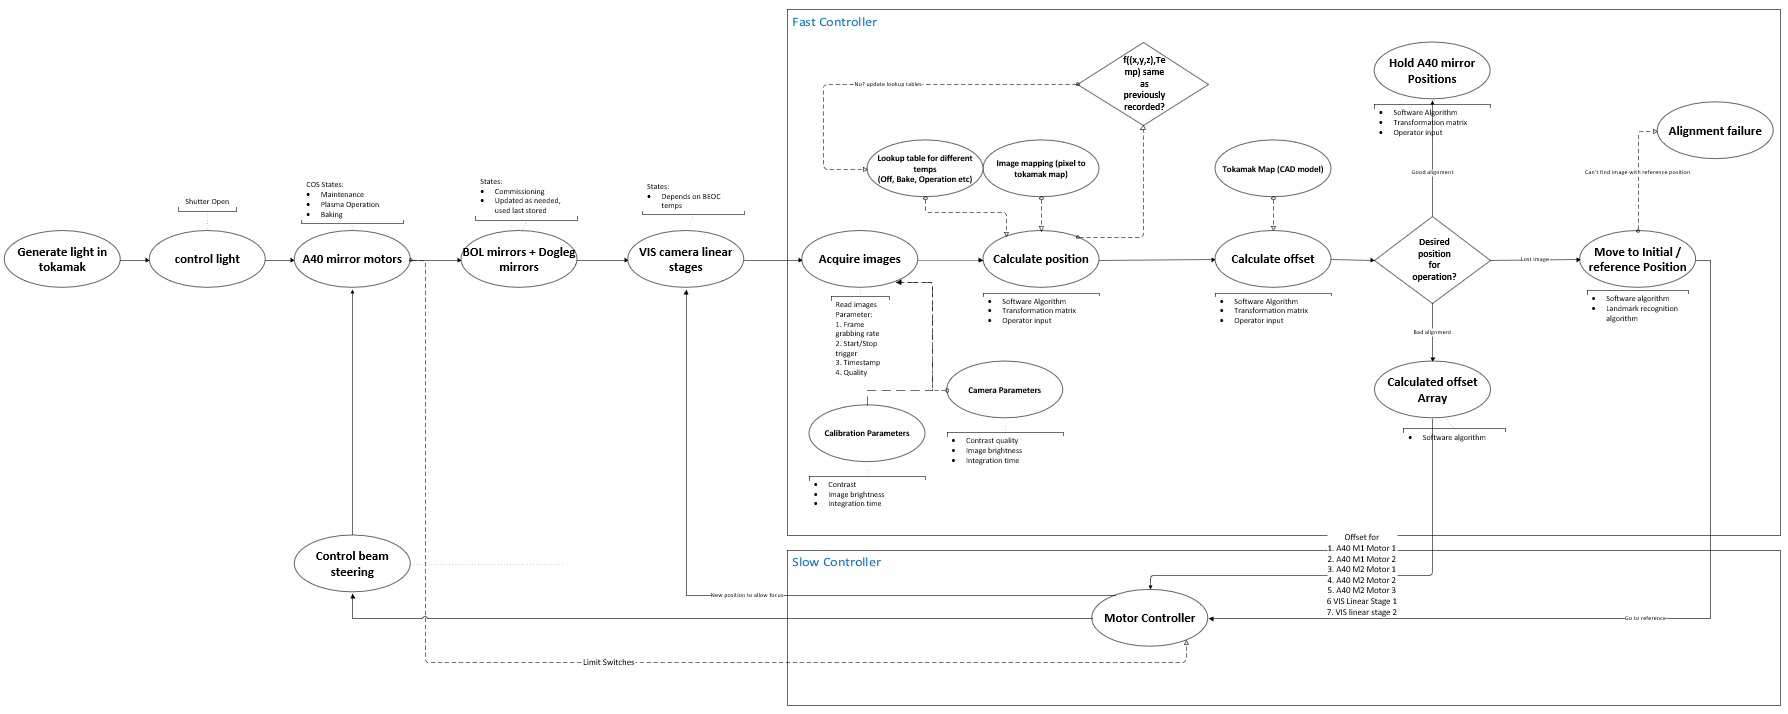 Fast Controller
f((x,y,z),Te
mp) same
as
previously
recorded?
No? update lookup tables
Hold A40 mirror
Positions
• Software Algorithm
• Transformation matrix
• Operator input
Alignment failure
Lookup table for different
temps
(Off, Bake, Operation etc)
Image mapping (pixel to
tokamak map)
Tokamak Map (CAD model)
Good alignment
Can't find image with reference position
Shutter Open
COS States:
• Maintenance
• Plasma Operation
• Baking
States:
• Commissioning
• Updated as needed,
used last stored
States:
• Depends on BEOC
temps
Generate light in
tokamak
control light
A40 mirror motors
BOL mirrors + Dogleg
mirrors
VIS camera linear
stages
Acquire images
Calculate position
Calculate offset
Desired
position
for
operation?
Lost image
Move to Initial /
reference Position
Read images
Parameter:
1. Frame
grabbing rate
2. Start/Stop
trigger
3. Timestamp
4. Quality
• Software Algorithm
• Transformation matrix
• Operator input
• Software Algorithm
• Transformation matrix
• Operator input
• Software algorithm
• Landmark recognition
algorithm
Bad alignment
Camera Parameters
Calculated offset
Array
Calibration Parameters
• Contrast quality
• Image brightness
• Integration time
• Software algorithm
• Contrast
• Image brightness
• Integration time
Control beam
steering
Slow Controller
Offset for
1. A40 M1 Motor 1
2. A40 M1 Motor 2
3. A40 M2 Motor 1
4. A40 M2 Motor 2
5. A40 M2 Motor 3
6 VIS Linear Stage 1
7. VIS linear stage 2
New position to allow focus
Motor Controller
Go to reference
Limit Switches